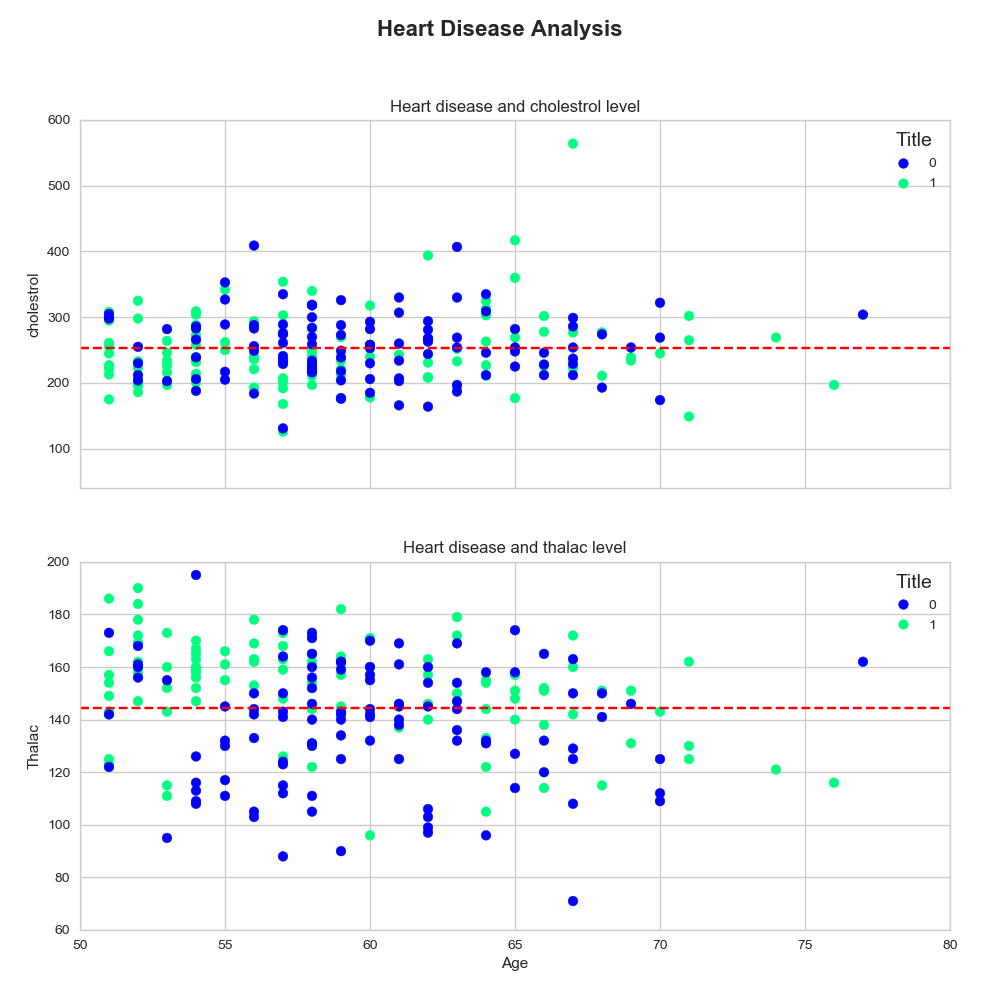 Heart Disease Analysis
Heart disease and cholestrol level
600
500
400
300
200
100
cholestrol
Title
0
1
Heart disease and thalac level
200
180
160
140
120
100
80
60
Thalac
Title
0
1
50 55 60 65 70 75 80
Age